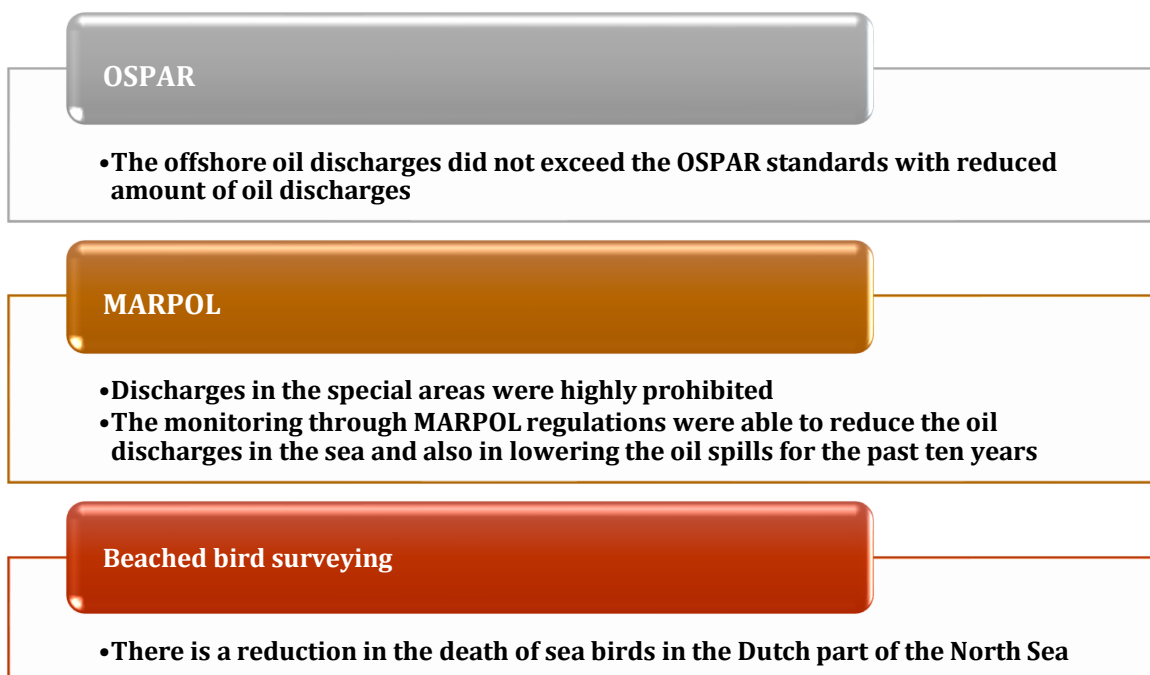 OSPAR
•The offshore oil discharges did not exceed the OSPAR standards with reduced
amount of oil discharges
MARPOL
•Discharges in the special areas were highly prohibited
•The monitoring through MARPOL regulations were able to reduce the oil
discharges in the sea and also in lowering the oil spills for the past ten years
Beached bird surveying
•There is a reduction in the death of sea birds in the Dutch part of the North Sea